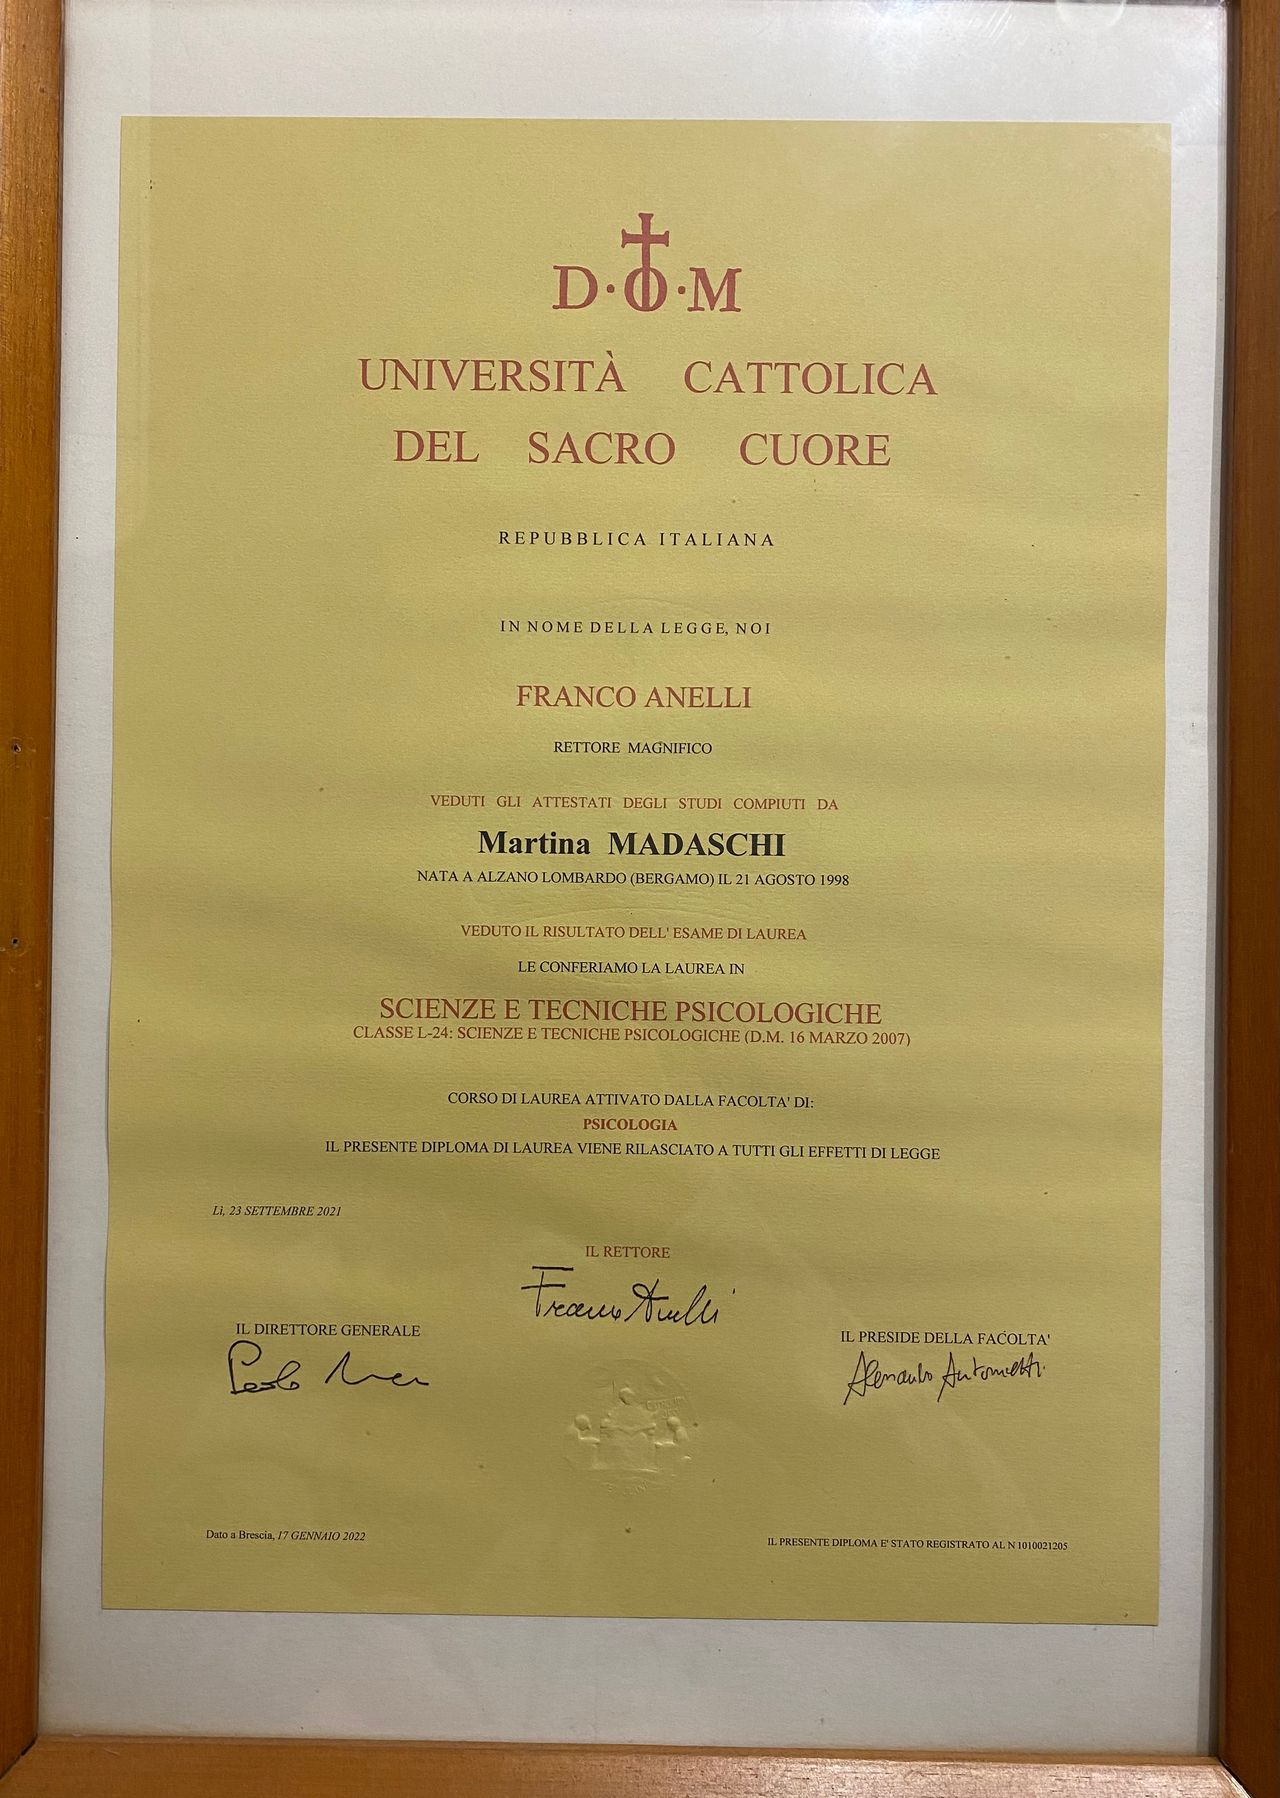 D·O·M
UNIVERSITÀ CATTOLICA
DEL SACRO CUORE
REPUBBLICA ITALIANA
IN NOME DELLA LEGGE, NOI
FRANCO ANELLI
RETTORE MAGNIFICO
VEDUTI GLI ATTESTATI DEGLI STUDI COMPIUTI DA
Martina MADASCHI
NATA A ALZANO LOMBARDO (BERGAMO) IL 21 AGOSTO 1998
VEDUTO IL RISULTATO DELL' ESAME DI LAUREA
LE CONFERIAMO LA LAUREA IN
SCIENZE E TECNICHE PSICOLOGICHE
CLASSE L-24: SCIENZE E TECNICHE PSICOLOGICHE (D.M. 16 MARZO 2007)
CORSO DI LAUREA ATTIVATO DALLA FACOLTA' DI:
PSICOLOGIA
IL PRESENTE DIPLOMA DI LAUREA VIENE RILASCIATO A TUTTI GLI EFFETTI DI LEGGE
Lì, 23 SETTEMBRE 2021
IL RETTORE
Franco Anelli
IL DIRETTORE GENERALE
IL PRESIDE DELLA FACOLTA'
Paolo
Alessandro Antonietti
Dato a Brescia, 17 GENNAIO 2022
IL PRESENTE DIPLOMA E' STATO REGISTRATO AL N 1010021205